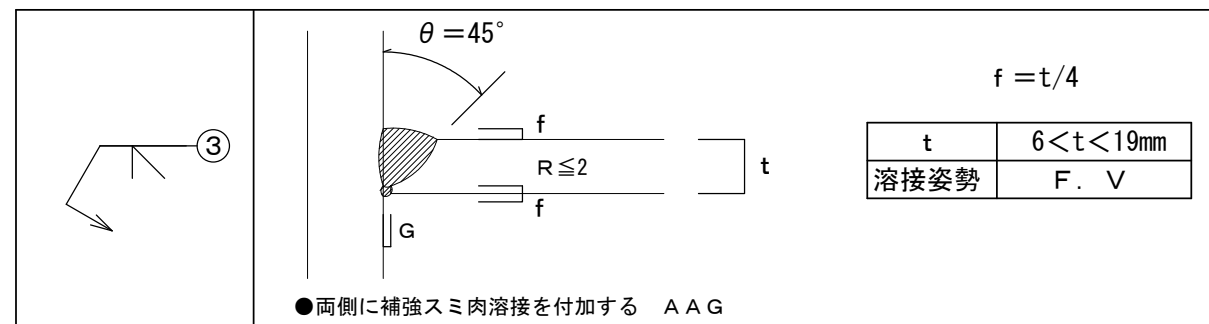 ③
θ=45°
f
R≦2
f
G
t
f=t/4
t 6<t<19mm
溶接姿勢 F. V
●両側に補強スミ肉溶接を付加する AAG